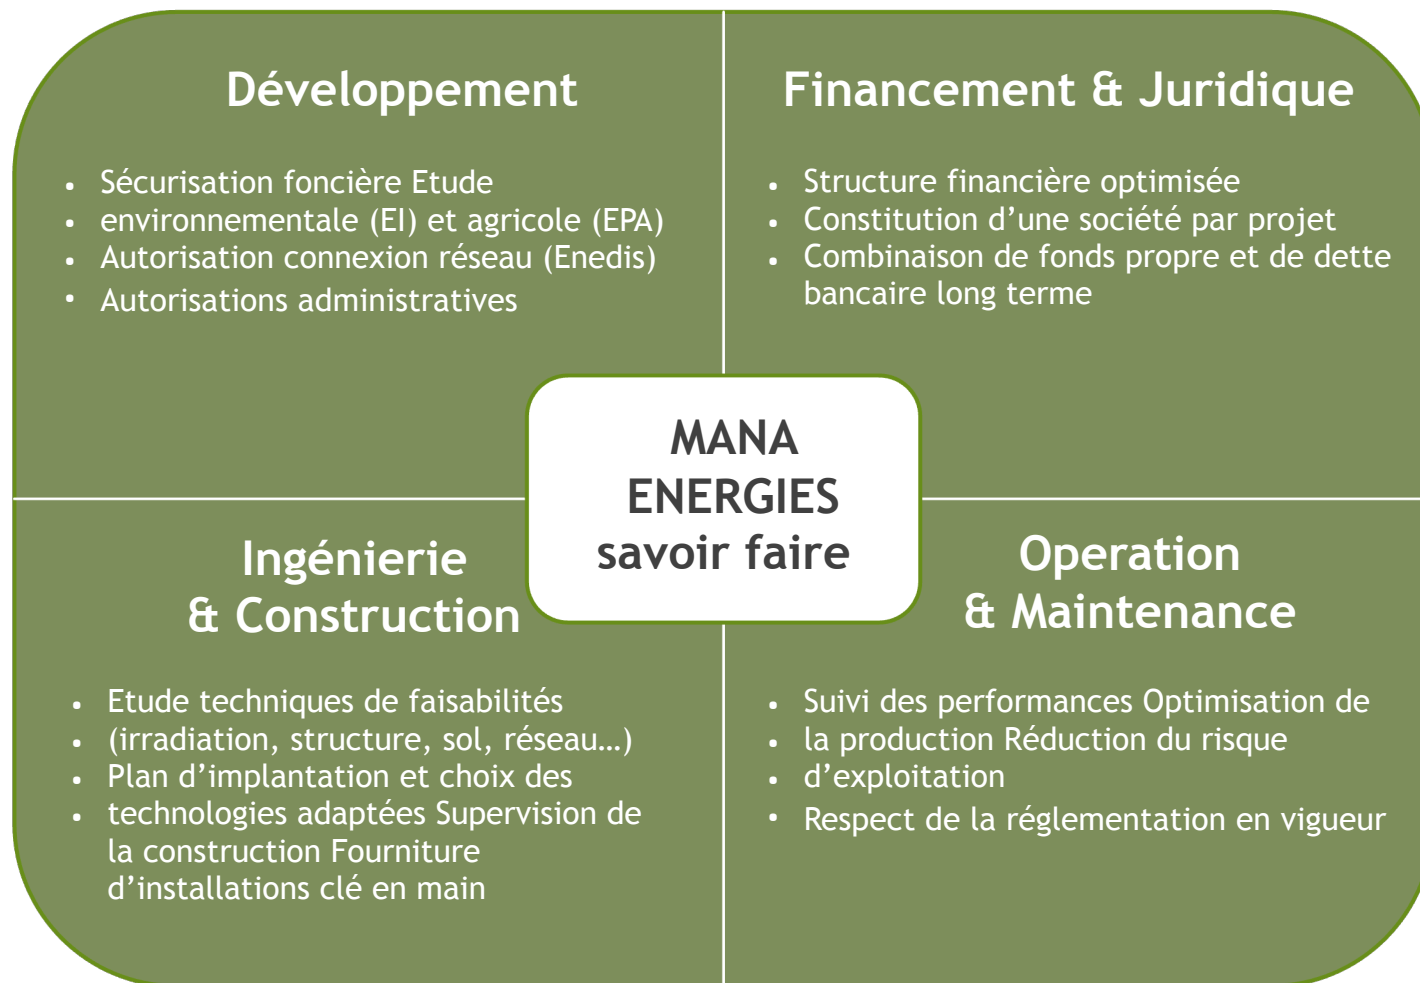 Développement
• Sécurisation foncière Etude
• environnementale (EI) et agricole (EPA)
• Autorisation connexion réseau (Enedis)
• Autorisations administratives
Financement & Juridique
• Structure financière optimisée
• Constitution d’une société par projet
• Combinaison de fonds propre et de dette
bancaire long terme
MANA
ENERGIES
savoir faire
Ingénierie
& Construction
• Etude techniques de faisabilités
• (irradiation, structure, sol, réseau…)
• Plan d’implantation et choix des
• technologies adaptées Supervision de
la construction Fourniture
d’installations clé en main
Operation
& Maintenance
• Suivi des performances Optimisation de
• la production Réduction du risque
• d’exploitation
• Respect de la réglementation en vigueur